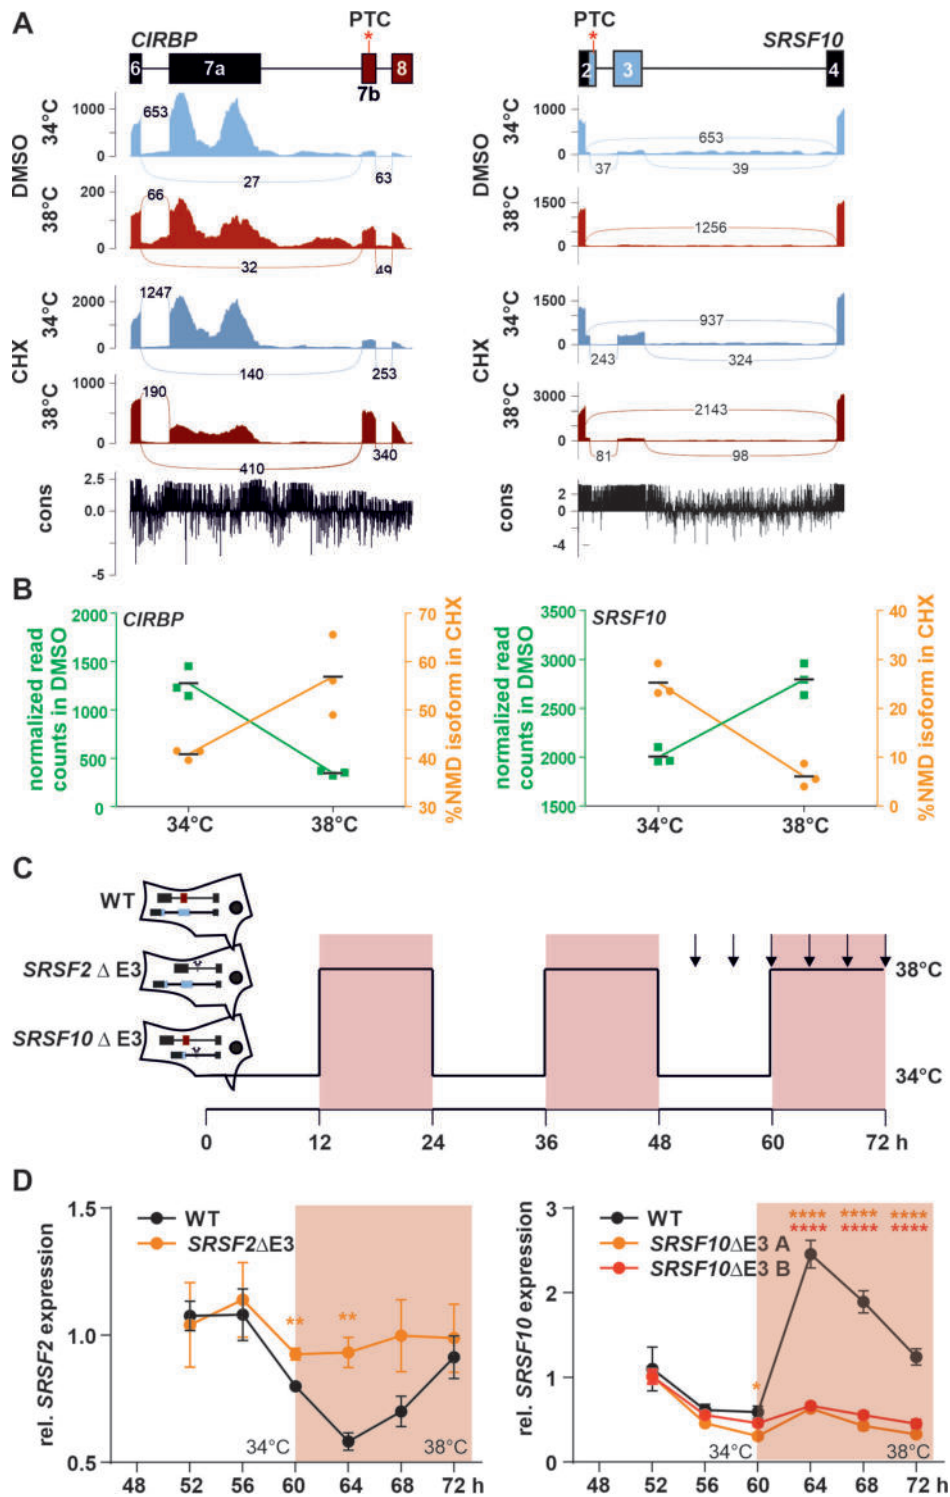 A
CIRBP
PTC
*
6
7a
7b
8
PTC
*
SRSF10
2
3
4
DMSO
34°C
1000
0
653
27
63
38°C
200
0
66
32
49
CHX
34°C
2000
0
1247
140
253
38°C
1000
0
190
410
340
cons
2.5
0.0
-5
DMSO
34°C
1000
0
653
37
39
38°C
1500
0
1256
CHX
34°C
1500
0
937
243
324
38°C
3000
0
2143
81
98
cons
2
0
-4
B
CIRBP
normalized read
counts in DMSO
2000
1500
1000
500
0
70
60
50
40
30
%NMD isoform in CHX
34°C
38°C
SRSF10
normalized read
counts in DMSO
3500
3000
2500
2000
1500
40
30
20
10
0
%NMD isoform in CHX
34°C
38°C
C
WT
SRSF2 Δ E3
SRSF10 Δ E3
38°C
34°C
0
12
24
36
48
60
72 h
D
rel. SRSF2 expression
1.5
1.0
0.5
WT
SRSF2ΔE3
**
**
34°C
38°C
48
52
56
60
64
68
72 h
rel. SRSF10 expression
3
2
1
0
WT
SRSF10ΔE3 A
SRSF10ΔE3 B
**** **** ****
**** **** ****
*
34°C
38°C
48
52
56
60
64
68
72 h